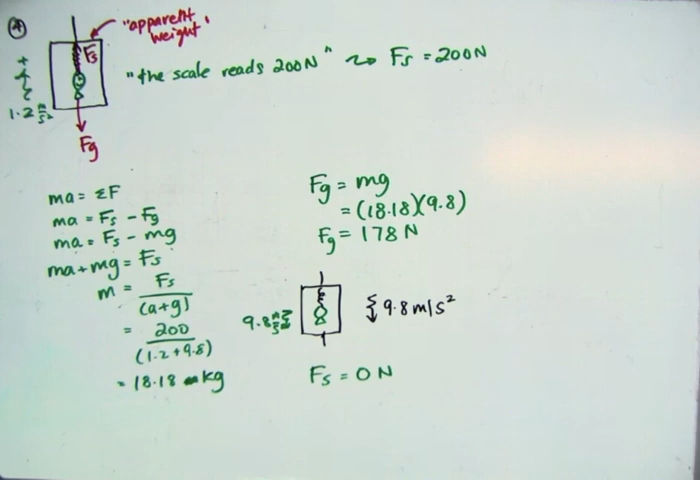 4
"apparent
weight"
Fs
"the scale reads 200N" ⇝ Fs = 200N
+
1.2 m/s²
Fg
ma = ΣF
ma = Fs - Fg
ma = Fs - mg
ma+mg = Fs
m = Fs
(a+g)
= 200
(1.2+9.8)
= 18.18 kg
Fg = mg
= (18.18)(9.8)
Fg = 178 N
9.8 m/s²
9.8 m/s²
Fs = 0 N